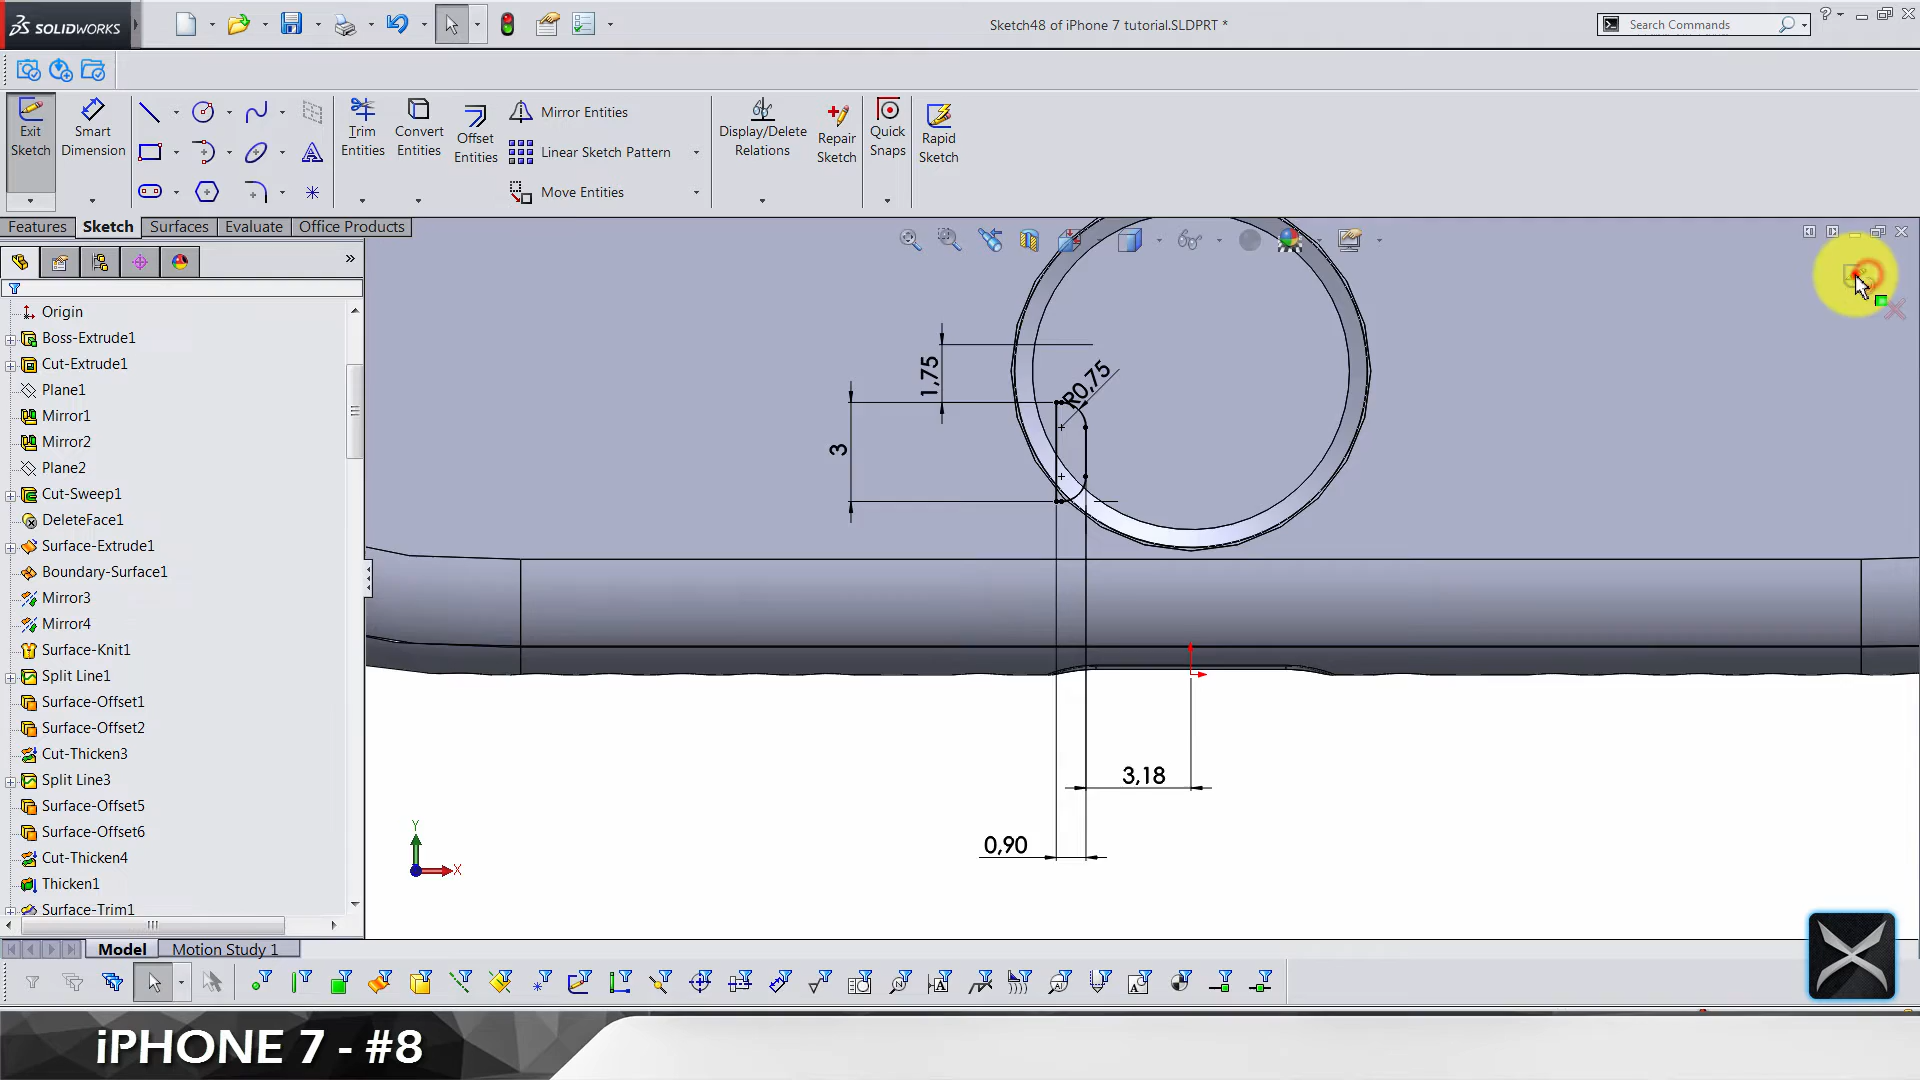 SOLIDWORKS
Sketch48 of iPhone 7 tutorial.SLDPRT *
Search Commands
Exit Sketch
Smart Dimension
Trim Entities
Convert Entities
Offset Entities
Mirror Entities
Linear Sketch Pattern
Move Entities
Display/Delete Relations
Repair Sketch
Quick Snaps
Rapid Sketch
Features
Sketch
Surfaces
Evaluate
Office Products
Origin
Boss-Extrude1
Cut-Extrude1
Plane1
Mirror1
Mirror2
Plane2
Cut-Sweep1
DeleteFace1
Surface-Extrude1
Boundary-Surface1
Mirror3
Mirror4
Surface-Knit1
Split Line1
Surface-Offset1
Surface-Offset2
Cut-Thicken3
Split Line3
Surface-Offset5
Surface-Offset6
Cut-Thicken4
Thicken1
Surface-Trim1
1,75
R0,75
3
3,18
0,90
Y
X
Model
Motion Study 1
iPHONE 7 - #8